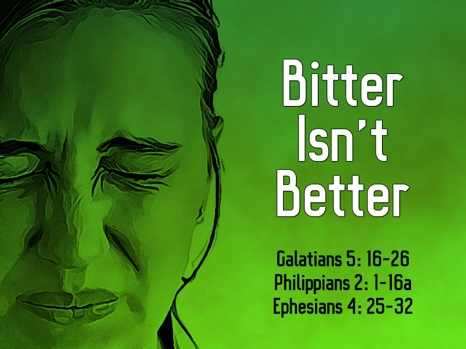 Bitter
Isn't
Better
Galatians 5: 16-26
Philippians 2: 1-16a
Ephesians 4: 25-32